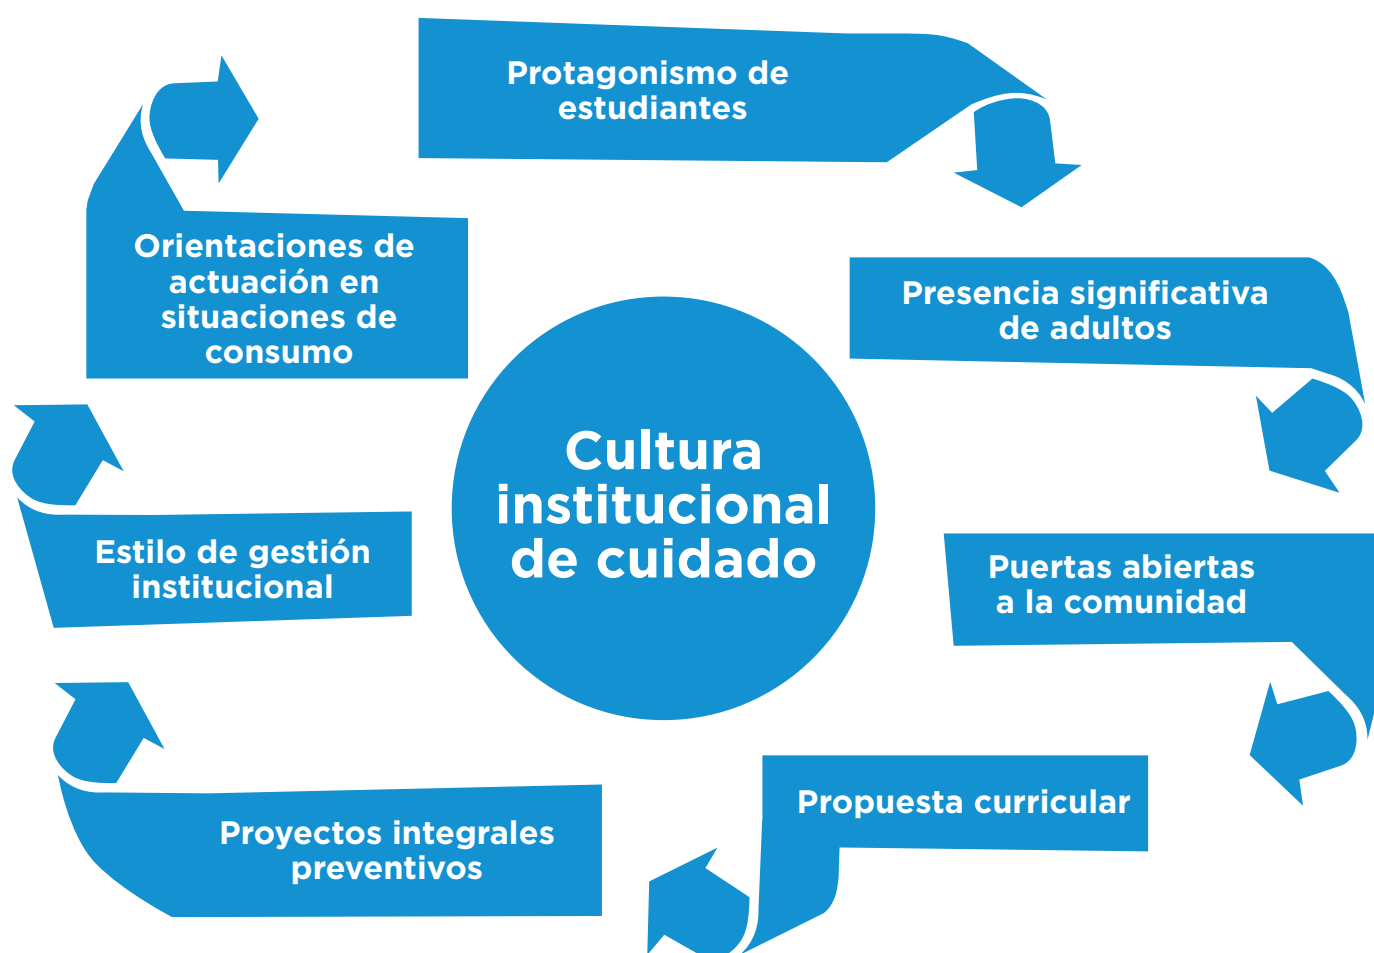 Protagonismo de
estudiantes
Presencia significativa
de adultos
Puertas abiertas
a la comunidad
Propuesta curricular
Proyectos integrales
preventivos
Estilo de gestión
institucional
Orientaciones de
actuación en
situaciones de
consumo
Cultura
institucional
de cuidado